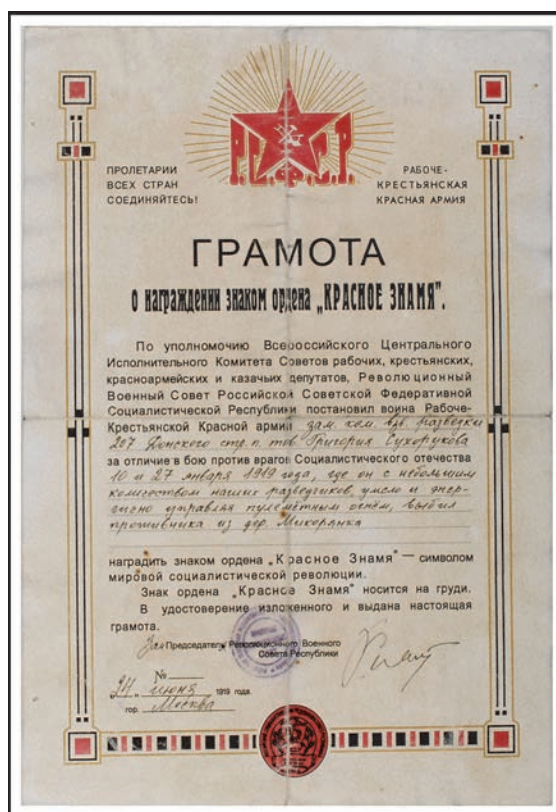 Р.С.Ф.С.Р.
ПРОЛЕТАРИИ
ВСЕХ СТРАН
СОЕДИНЯЙТЕСЬ!
РАБОЧЕ-
КРЕСТЬЯНСКАЯ
КРАСНАЯ АРМИЯ
ГРАМОТА
о награждении знаком ордена „КРАСНОЕ ЗНАМЯ".
По уполномочию Всероссийского Центрального
Исполнительного Комитета Советов рабочих, крестьянских,
красноармейских и казачьих депутатов, Революционный
Военный Совет Российской Советской Федеративной
Социалистической Республики постановил воина Рабоче-
Крестьянской Красной армии зам. ком. взв. разведки
207 Донского стр. п. тов Григория Сухорукова
за отличие в бою против врагов Социалистического отечества
10 и 27 января 1919 года, где он с небольшим
количеством наших разведчиков, умело и энер-
гично управляя пулеметным огнём, выбил
противника из дер.
наградить знаком ордена „Красное Знамя" — символом
мировой социалистической революции.
Знак ордена „Красное Знамя" носится на груди.
В удостоверение изложенного и выдана настоящая
грамота.
Зам Председатель Революционного Военного
Совета Республики
№
„24„ июня 1919 года.
гор. Москва